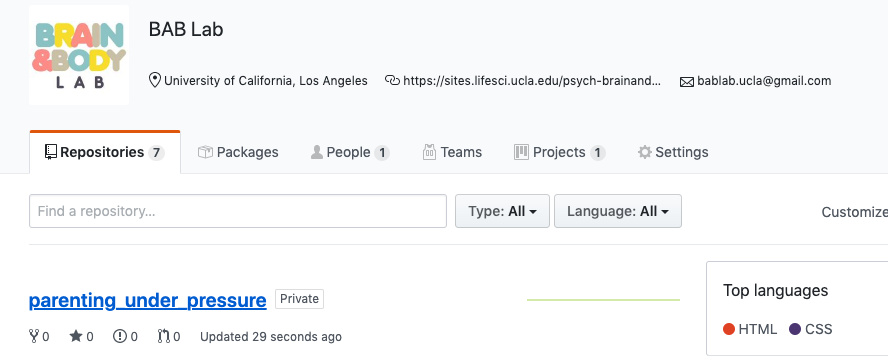 BRAIN
&BODY
LAB
BAB Lab
University of California, Los Angeles https://sites.lifesci.ucla.edu/psych-brainand... bablab.ucla@gmail.com
Repositories 7 Packages People 1 Teams Projects 1 Settings
Find a repository... Type: All Language: All Customize
parenting_under_pressure Private
0 0 0 0 Updated 29 seconds ago
Top languages
HTML CSS